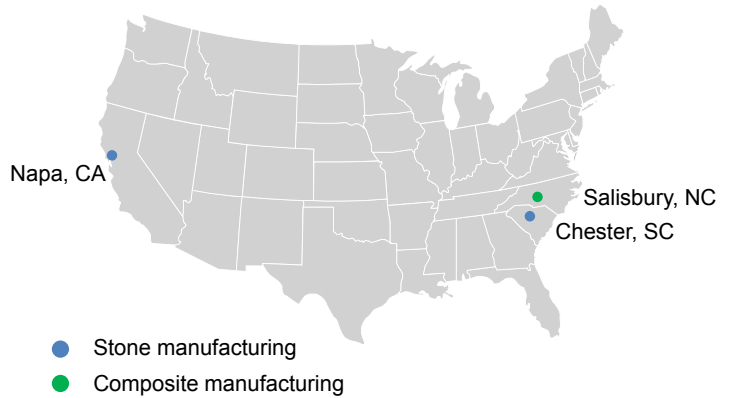 Napa, CA
Salisbury, NC
Chester, SC
Stone manufacturing
Composite manufacturing